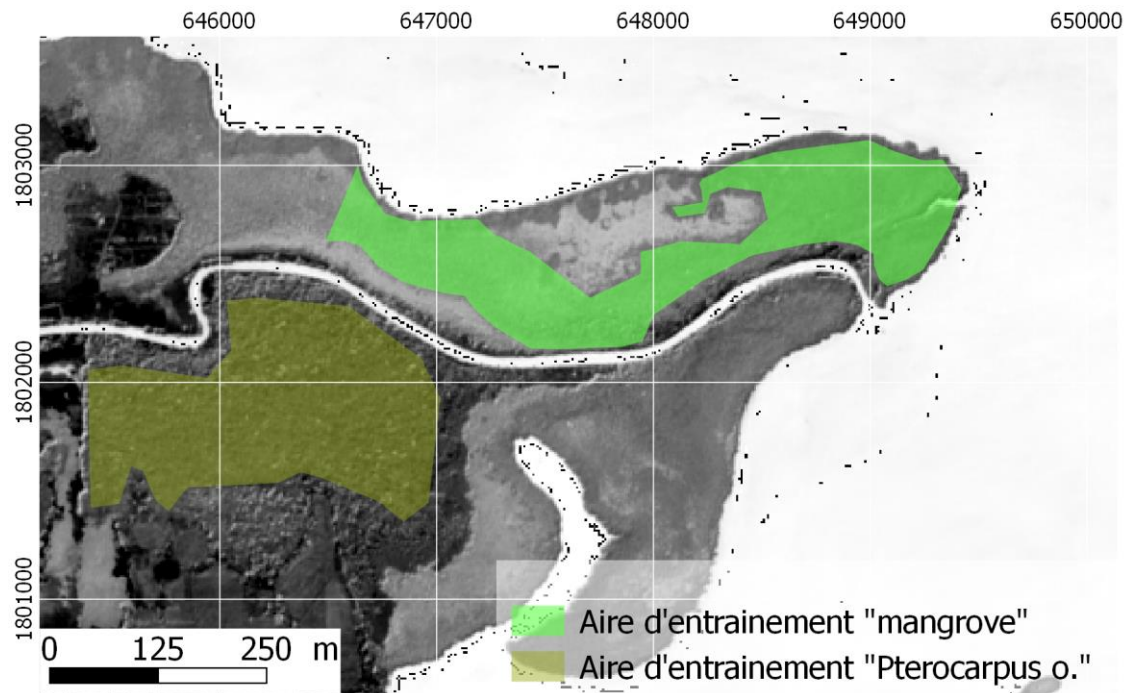 646000 647000 648000 649000 650000
1803000
1802000
1801000
Aire d'entrainement "mangrove"
Aire d'entrainement "Pterocarpus o."
0 125 250 m